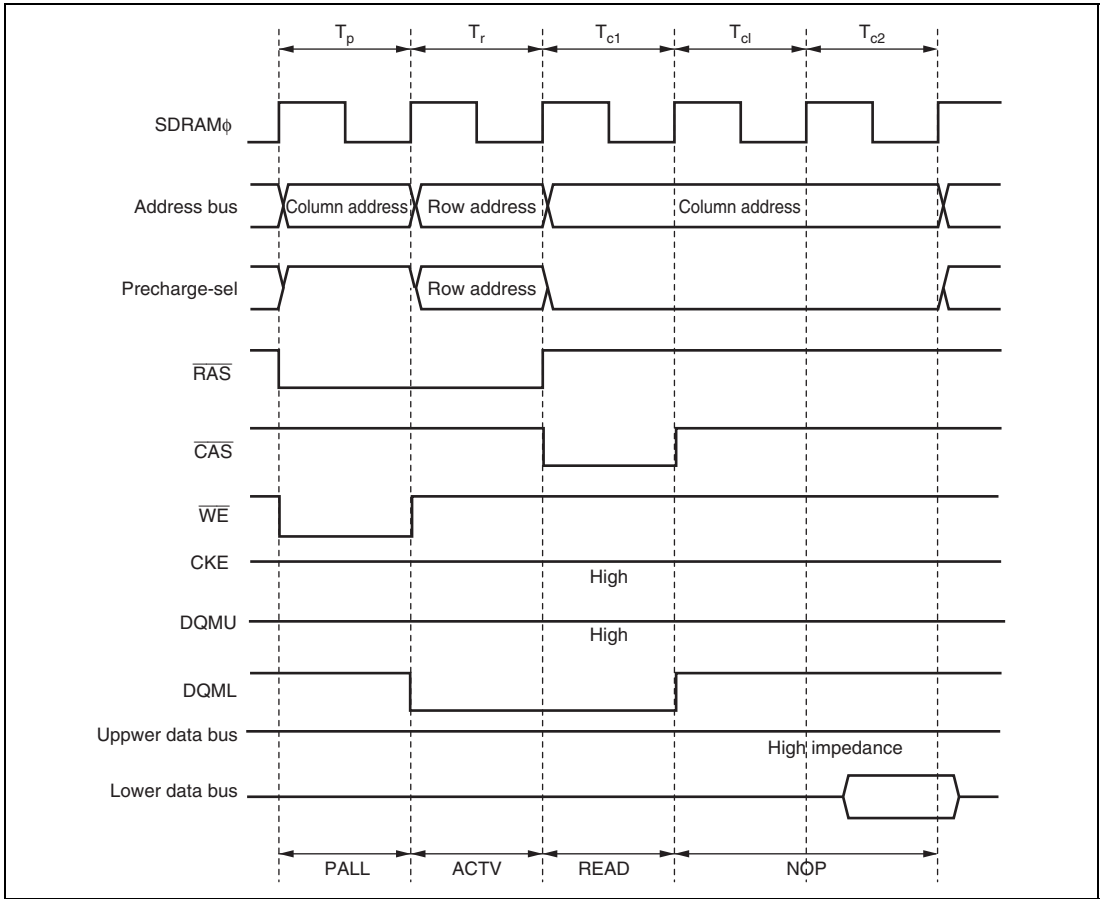 Tp Tr Tc1 Tcl Tc2
SDRAMϕ
Address bus Column address Row address Column address
Precharge-sel Row address
RAS
CAS
WE
CKE
High
DQMU
High
DQML
Uppwer data bus
High impedance
Lower data bus
PALL ACTV READ NOP